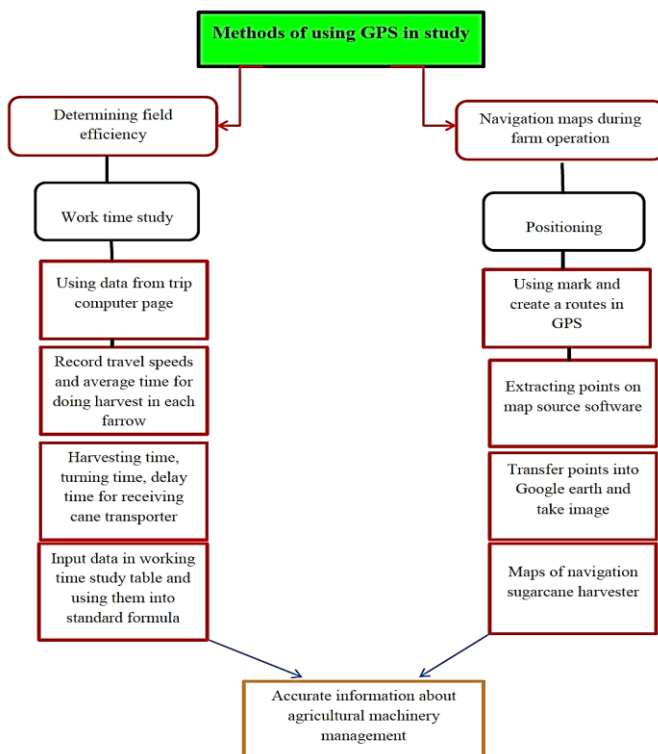 Methods of using GPS in study
Determining field
efficiency
Work time study
Using data from trip
computer page
Record travel speeds
and average time for
doing harvest in each
farrow
Harvesting time,
turning time, delay
time for receiving
cane transporter
Input data in working
time study table and
using them into
standard formula
Navigation maps during
farm operation
Positioning
Using mark and
create a routes in
GPS
Extracting points on
map source software
Transfer points into
Google earth and
take image
Maps of navigation
sugarcane harvester
Accurate information about
agricultural machinery
management